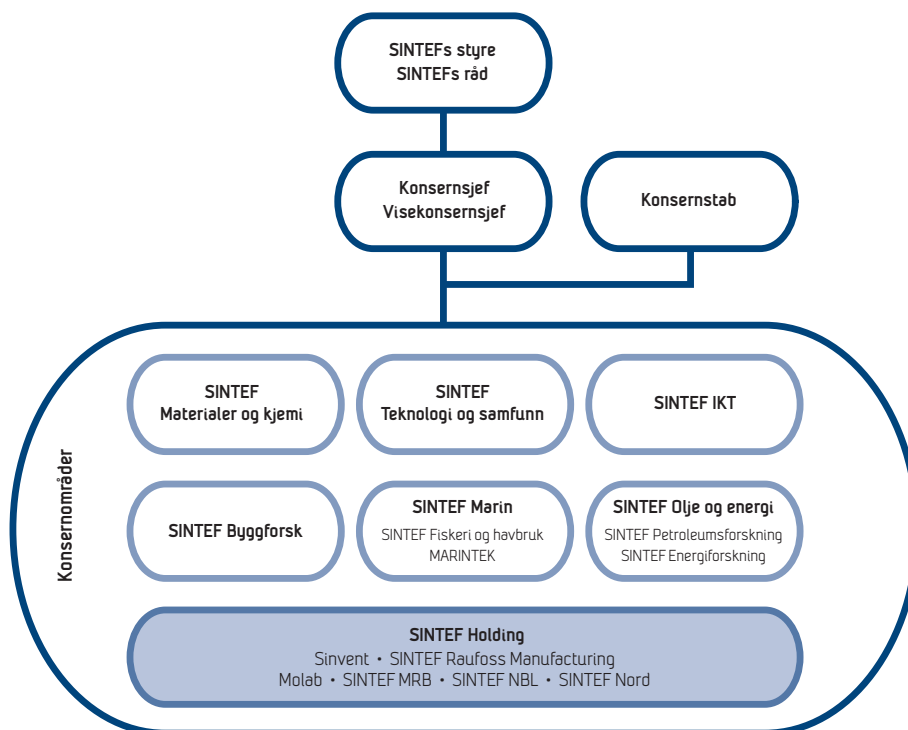 SINTEFs styre
SINTEFs råd
Konsernsjef
Visekonsernsjef
Konsernstab
Konsernområder
SINTEF
Materialer og kjemi
SINTEF
Teknologi og samfunn
SINTEF IKT
SINTEF Byggforsk
SINTEF Marin
SINTEF Fiskeri og havbruk
MARINTEK
SINTEF Olje og energi
SINTEF Petroleumsforskning
SINTEF Energiforskning
SINTEF Holding
Sinvent • SINTEF Raufoss Manufacturing
Molab • SINTEF MRB • SINTEF NBL • SINTEF Nord